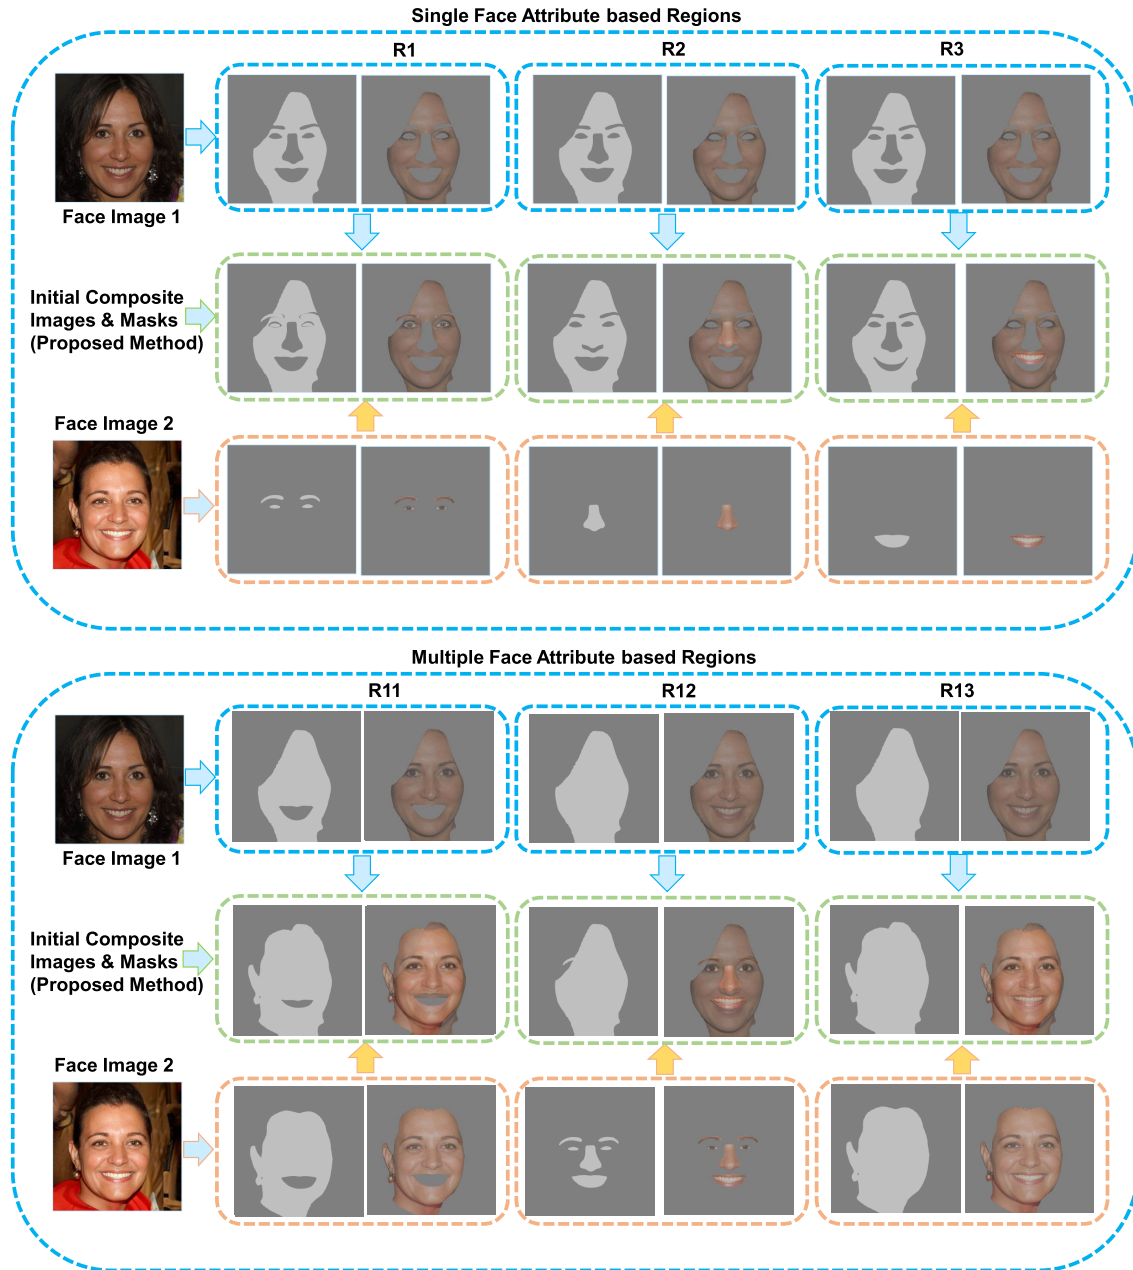 Single Face Attribute based Regions
R1
R2
R3
Face Image 1
Initial Composite
Images & Masks
(Proposed Method)
Face Image 2
Multiple Face Attribute based Regions
R11
R12
R13
Face Image 1
Initial Composite
Images & Masks
(Proposed Method)
Face Image 2